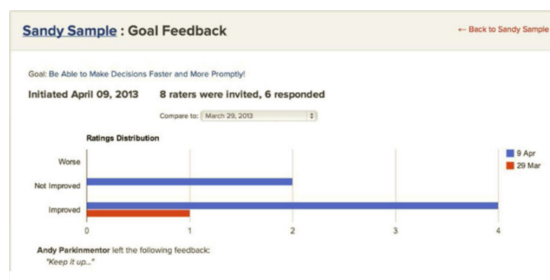 Sandy Sample : Goal Feedback
← Back to Sandy Sample
Goal: Be Able to Make Decisions Faster and More Promptly!
Initiated April 09, 2013 8 raters were invited, 6 responded
Compare to: March 29, 2013
Ratings Distribution
9 Apr
29 Mar
Worse
Not Improved
Improved
0 1 2 3 4
Andy Parkinmentor left the following feedback:
"Keep it up..."